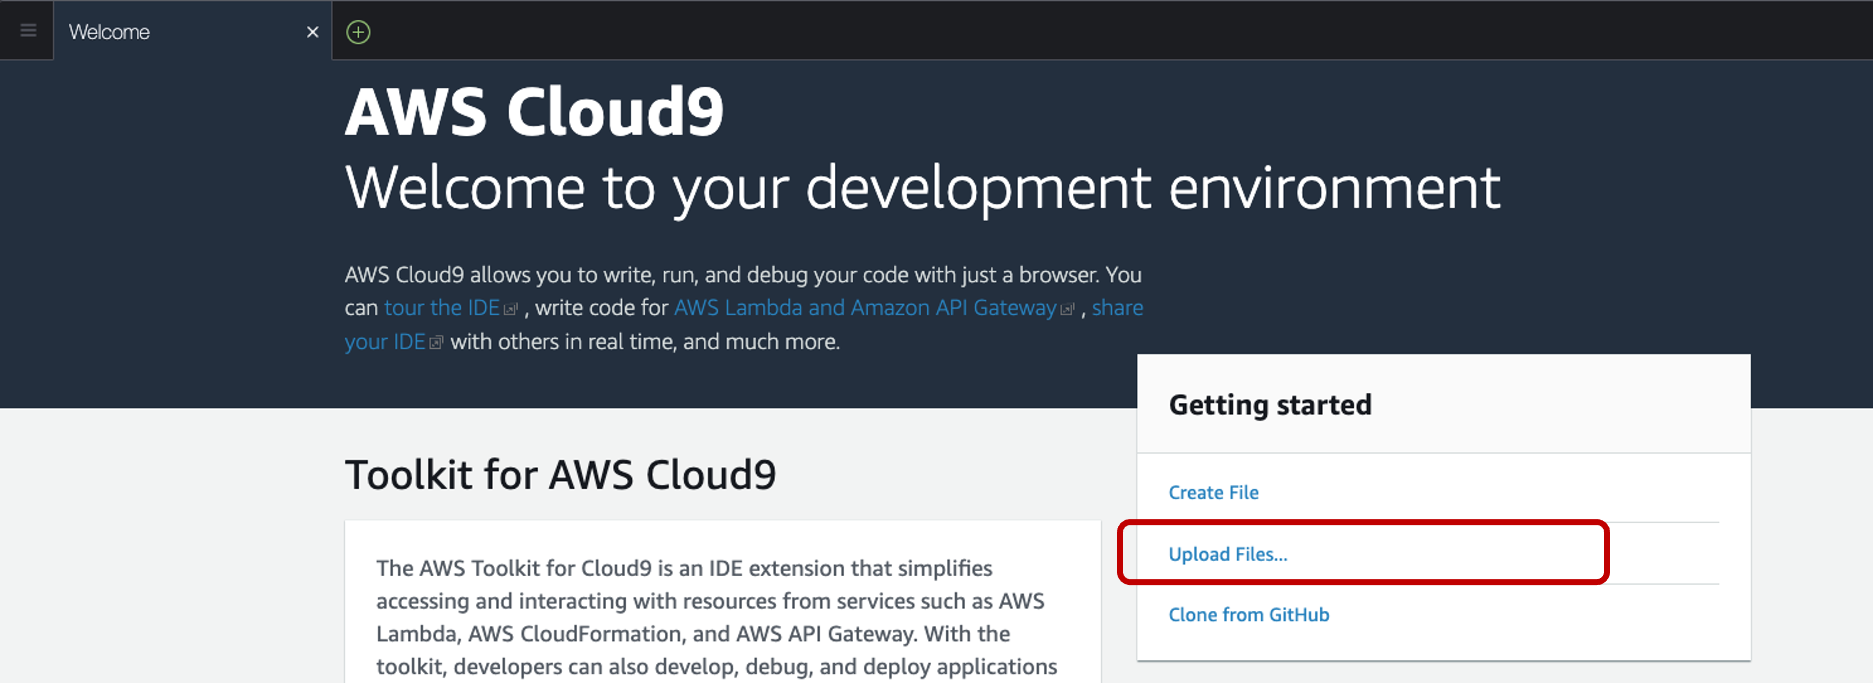 Welcome
AWS Cloud9
Welcome to your development environment
AWS Cloud9 allows you to write, run, and debug your code with just a browser. You
can tour the IDE , write code for AWS Lambda and Amazon API Gateway , share
your IDE with others in real time, and much more.
Getting started
Create File
Upload Files...
Clone from GitHub
Toolkit for AWS Cloud9
The AWS Toolkit for Cloud9 is an IDE extension that simplifies
accessing and interacting with resources from services such as AWS
Lambda, AWS CloudFormation, and AWS API Gateway. With the
toolkit, developers can also develop, debug, and deploy applications